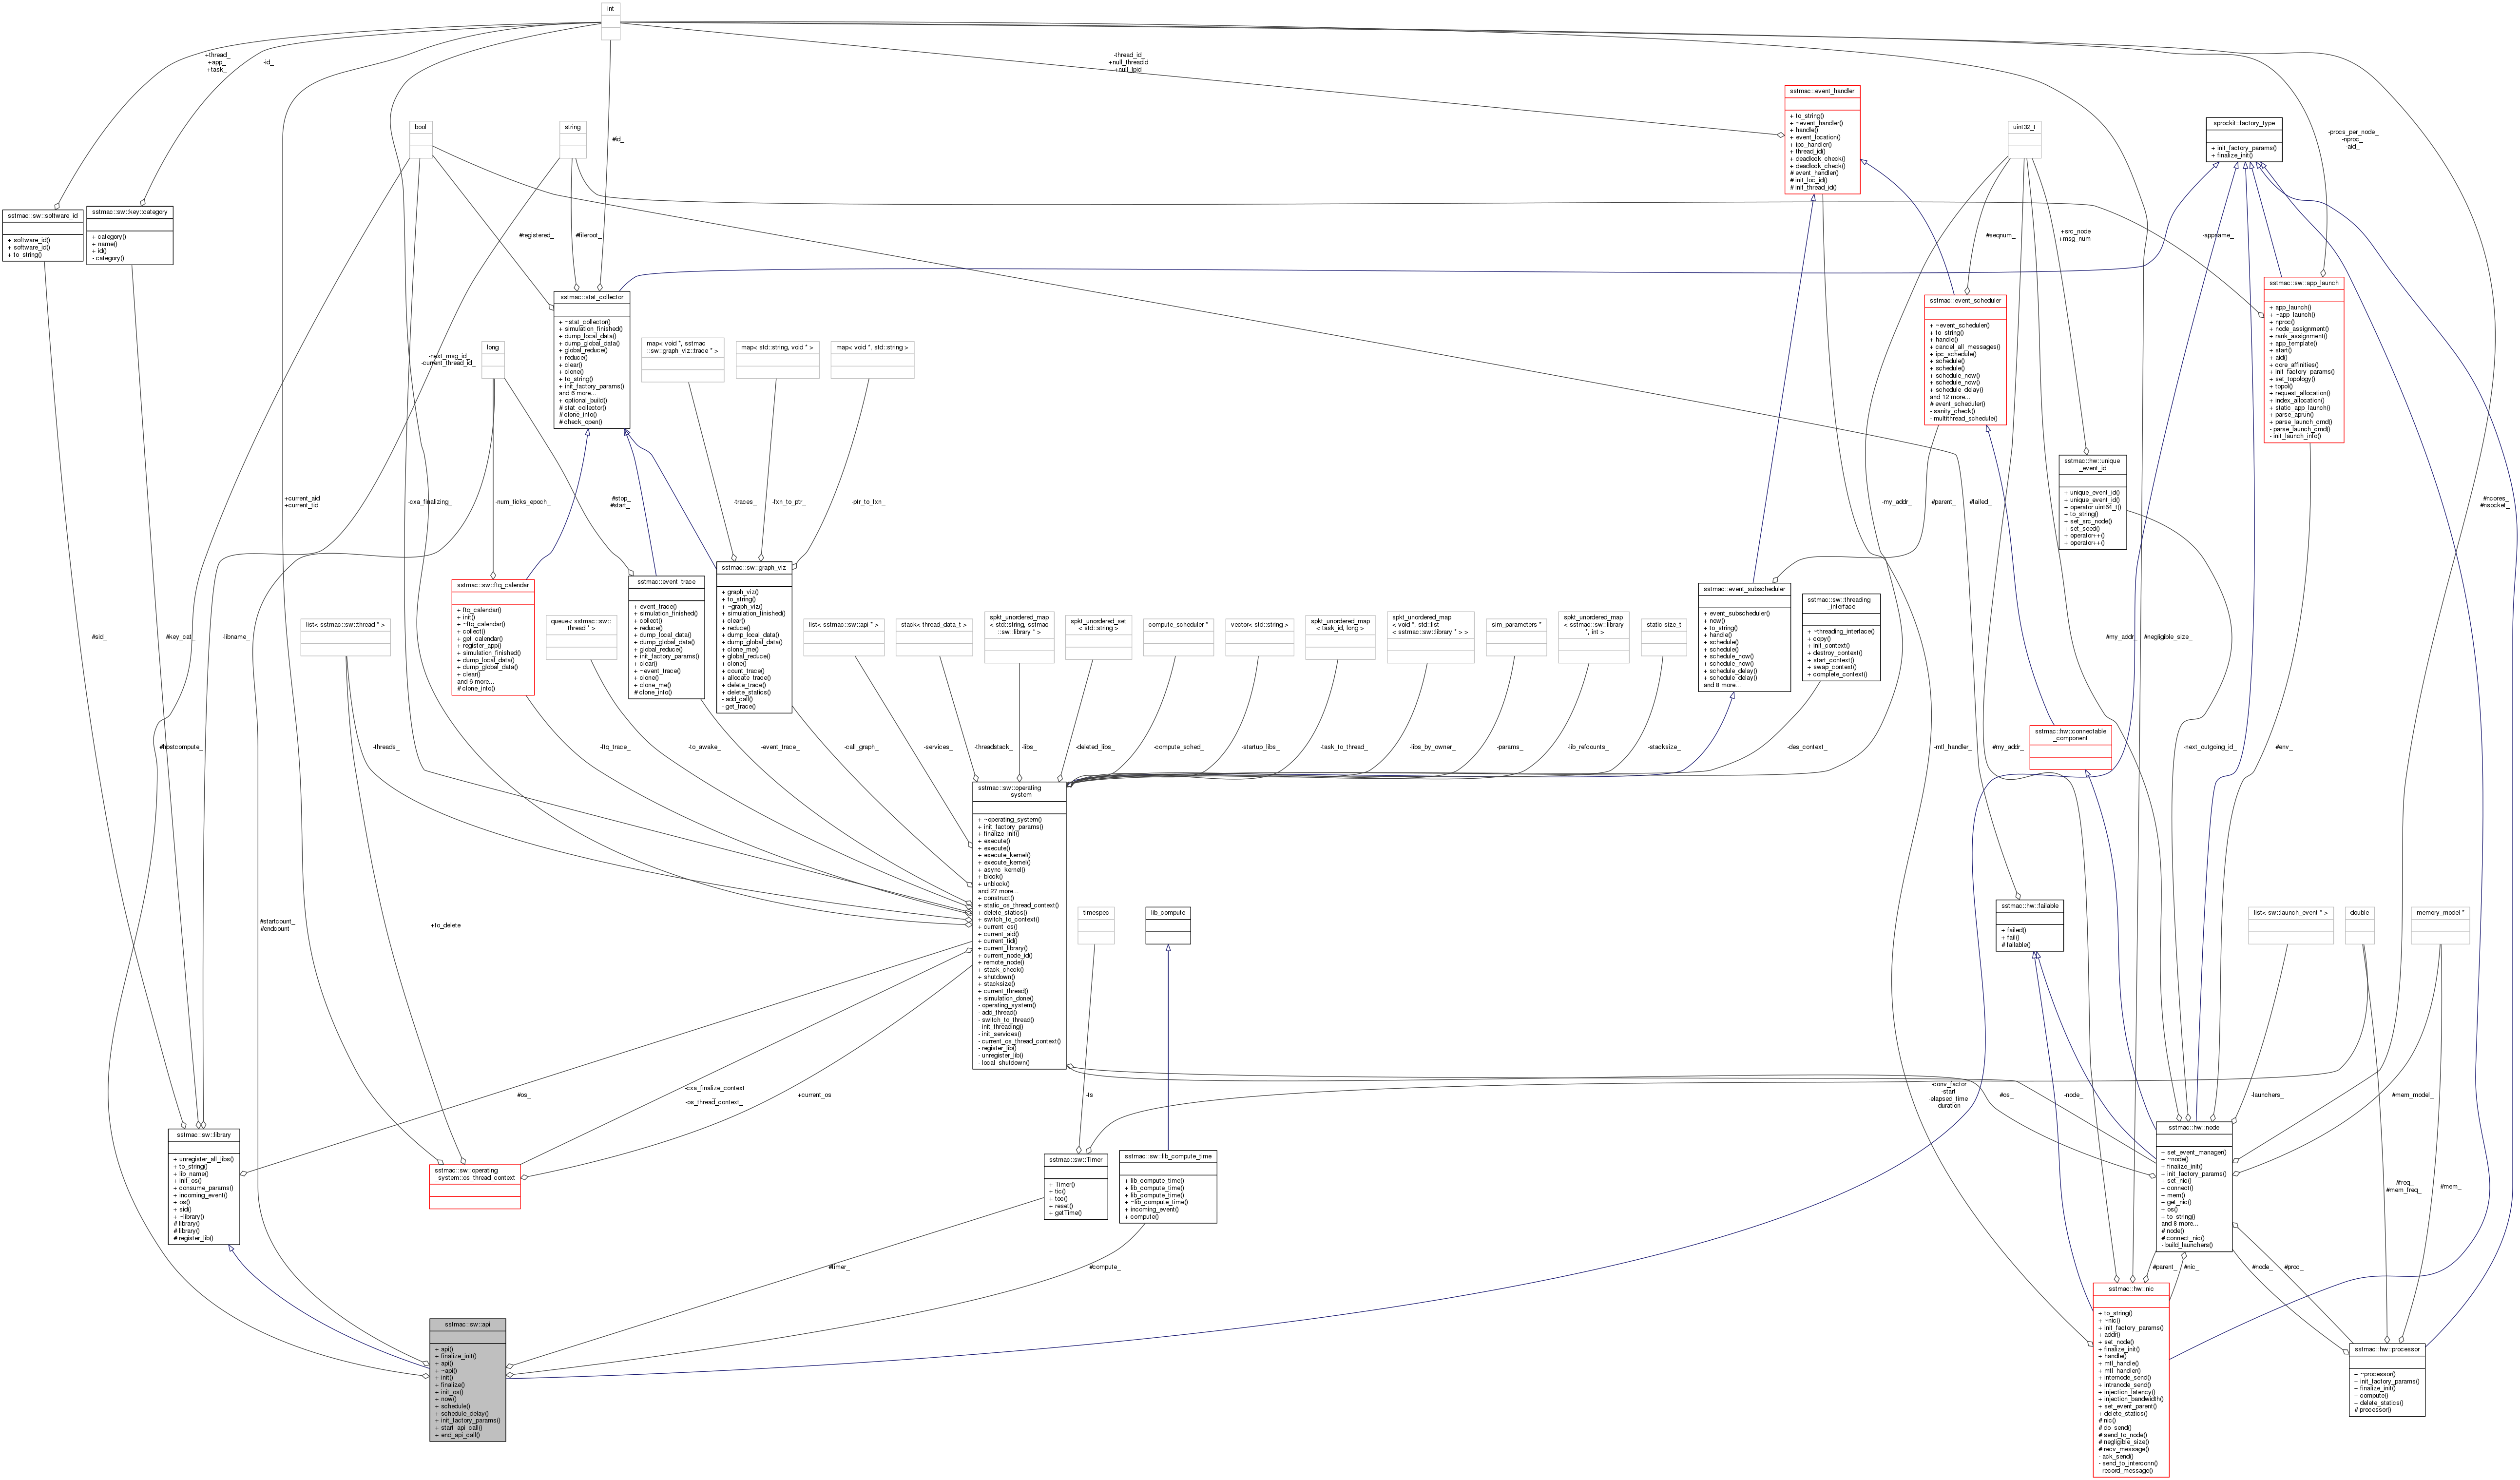 int
+thread_
+app_
+task_
-id_
-thread_id_
+null_threadid
+null_lpid
sstmac::event_handler
+ to_string()
+ ~event_handler()
+ handle()
+ event_location()
+ ipc_handler()
+ thread_id()
+ deadlock_check()
+ deadlock_check()
# event_handler()
# init_loc_id()
# init_thread_id()
bool
string
#id_
uint32_t
sprockit::factory_type
+ init_factory_params()
+ finalize_init()
-procs_per_node_
-nproc_
-aid_
sstmac::sw::software_id
+ software_id()
+ software_id()
+ to_string()
sstmac::sw::key::category
+ category()
+ name()
+ id()
- category()
#registered_
#fileroot_
#seqnum_
+src_node
+msg_num
-appname_
sstmac::stat_collector
+ ~stat_collector()
+ simulation_finished()
+ dump_local_data()
+ dump_global_data()
+ global_reduce()
+ reduce()
+ clear()
+ clone()
+ to_string()
+ init_factory_params()
and 6 more...
+ optional_build()
# stat_collector()
# clone_into()
# check_open()
sstmac::event_scheduler
+ ~event_scheduler()
+ to_string()
+ handle()
+ cancel_all_messages()
+ ipc_schedule()
+ schedule()
+ schedule()
+ schedule_now()
+ schedule_now()
+ schedule_delay()
and 12 more...
# event_scheduler()
- sanity_check()
- multithread_schedule()
sstmac::sw::app_launch
+ app_launch()
+ ~app_launch()
+ nproc()
+ node_assignment()
+ rank_assignment()
+ app_template()
+ start()
+ aid()
+ core_affinities()
+ init_factory_params()
+ set_topology()
+ topol()
+ request_allocation()
+ index_allocation()
+ static_app_launch()
+ parse_aprun()
+ parse_launch_cmd()
- parse_launch_cmd()
- init_launch_info()
long
-next_msg_id_
-current_thread_id_
map< void *, sstmac
::sw::graph_viz::trace * >
map< std::string, void * >
map< void *, std::string >
sstmac::hw::unique
_event_id
+ unique_event_id()
+ unique_event_id()
+ operator uint64_t()
+ to_string()
+ set_src_node()
+ set_seed()
+ operator++()
+ operator++()
+current_aid
+current_tid
-cxa_finalizing_
-num_ticks_epoch_
#stop_
#start_
-traces_
-fxn_to_ptr_
-ptr_to_fxn_
-my_addr_
#parent_
#failed_
#ncores_
#nsocket_
sstmac::sw::ftq_calendar
+ ftq_calendar()
+ init()
+ ~ftq_calendar()
+ collect()
+ get_calendar()
+ register_app()
+ simulation_finished()
+ dump_local_data()
+ dump_global_data()
+ clear()
and 6 more...
# clone_into()
sstmac::event_trace
+ event_trace()
+ simulation_finished()
+ collect()
+ reduce()
+ dump_local_data()
+ dump_global_data()
+ global_reduce()
+ init_factory_params()
+ clear()
+ ~event_trace()
+ clone()
+ clone_me()
# clone_into()
sstmac::sw::graph_viz
+ graph_viz()
+ to_string()
+ ~graph_viz()
+ simulation_finished()
+ clear()
+ reduce()
+ dump_local_data()
+ dump_global_data()
+ clone_me()
+ global_reduce()
+ clone()
+ count_trace()
+ allocate_trace()
+ delete_trace()
+ delete_statics()
- add_call()
- get_trace()
sstmac::event_subscheduler
+ event_subscheduler()
+ now()
+ to_string()
+ handle()
+ schedule()
+ schedule()
+ schedule_now()
+ schedule_now()
+ schedule_delay()
+ schedule_delay()
and 8 more...
sstmac::sw::threading
_interface
+ ~threading_interface()
+ copy()
+ init_context()
+ destroy_context()
+ start_context()
+ swap_context()
+ complete_context()
#sid_
#key_cat_
-libname_
list< sstmac::sw::thread * >
queue< sstmac::sw::
thread * >
list< sstmac::sw::api * >
stack< thread_data_t >
spkt_unordered_map
< std::string, sstmac
::sw::library * >
spkt_unordered_set
< std::string >
compute_scheduler *
vector< std::string >
spkt_unordered_map
< task_id, long >
spkt_unordered_map
< void *, std::list
< sstmac::sw::library * > >
sim_parameters *
spkt_unordered_map
< sstmac::sw::library
*, int >
static size_t
#my_addr_
#negligible_size_
sstmac::hw::connectable
_component
#hostcompute_
-threads_
-ftq_trace_
-to_awake_
-event_trace_
-call_graph_
-services_
-threadstack_
-libs_
-deleted_libs_
-compute_sched_
-startup_libs_
-task_to_thread_
-libs_by_owner_
-params_
-lib_refcounts_
-stacksize_
-des_context_
-mtl_handler_
#my_addr_
-next_outgoing_id_
#env_
sstmac::sw::operating
_system
+ ~operating_system()
+ init_factory_params()
+ finalize_init()
+ execute()
+ execute()
+ execute_kernel()
+ execute_kernel()
+ async_kernel()
+ block()
+ unblock()
and 27 more...
+ construct()
+ static_os_thread_context()
+ delete_statics()
+ switch_to_context()
+ current_os()
+ current_aid()
+ current_tid()
+ current_library()
+ current_node_id()
+ remote_node()
+ stack_check()
+ shutdown()
+ stacksize()
+ current_thread()
+ simulation_done()
- operating_system()
- add_thread()
- switch_to_thread()
- init_threading()
- init_services()
- current_os_thread_context()
- register_lib()
- unregister_lib()
- local_shutdown()
#startcount_
#endcount_
+to_delete
timespec
lib_compute
sstmac::hw::failable
+ failed()
+ fail()
# failable()
list< sw::launch_event * >
double
memory_model *
#os_
-cxa_finalize_context
_
-os_thread_context_
+current_os
-ts
-conv_factor
-start
-elapsed_time
-duration
#os_
-node_
-launchers_
#mem_model_
sstmac::sw::library
+ unregister_all_libs()
+ to_string()
+ lib_name()
+ init_os()
+ consume_params()
+ incoming_event()
+ os()
+ sid()
+ ~library()
# library()
# library()
# register_lib()
sstmac::sw::operating
_system::os_thread_context
sstmac::sw::Timer
+ Timer()
+ tic()
+ toc()
+ reset()
+ getTime()
sstmac::sw::lib_compute_time
+ lib_compute_time()
+ lib_compute_time()
+ lib_compute_time()
+ ~lib_compute_time()
+ incoming_event()
+ compute()
sstmac::hw::node
+ set_event_manager()
+ ~node()
+ finalize_init()
+ init_factory_params()
+ set_nic()
+ connect()
+ mem()
+ get_nic()
+ os()
+ to_string()
and 8 more...
# node()
# connect_nic()
- build_launchers()
#freq_
#mem_freq_
#mem_
#timer_
#compute_
#parent_
#nic_
#node_
#proc_
sstmac::sw::api
+ api()
+ finalize_init()
+ api()
+ ~api()
+ init()
+ finalize()
+ init_os()
+ now()
+ schedule()
+ schedule_delay()
+ init_factory_params()
+ start_api_call()
+ end_api_call()
sstmac::hw::nic
+ to_string()
+ ~nic()
+ init_factory_params()
+ addr()
+ set_node()
+ finalize_init()
+ handle()
+ mtl_handle()
+ mtl_handler()
+ internode_send()
+ intranode_send()
+ injection_latency()
+ injection_bandwidth()
+ set_event_parent()
+ delete_statics()
# nic()
# do_send()
# send_to_node()
# negligible_size()
# recv_message()
- ack_send()
- send_to_interconn()
- record_message()
sstmac::hw::processor
+ ~processor()
+ init_factory_params()
+ finalize_init()
+ compute()
+ delete_statics()
# processor()